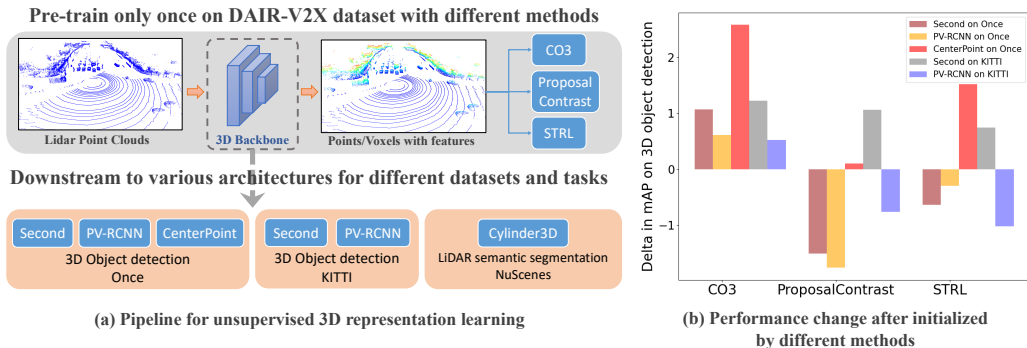 Pre-train only once on DAIR-V2X dataset with different methods
Lidar Point Clouds
3D Backbone
Points/Voxels with features
CO3
Proposal
Contrast
STRL
Downstream to various architectures for different datasets and tasks
Second
PV-RCNN
CenterPoint
3D Object detection
Once
Second
PV-RCNN
3D Object detection
KITTI
Cylinder3D
LiDAR semantic segmentation
NuScenes
(a) Pipeline for unsupervised 3D representation learning
Delta in mAP on 3D object detection
2
1
0
−1
Second on Once
PV-RCNN on Once
CenterPoint on Once
Second on KITTI
PV-RCNN on KITTI
CO3
ProposalContrast
STRL
(b) Performance change after initialized
by different methods